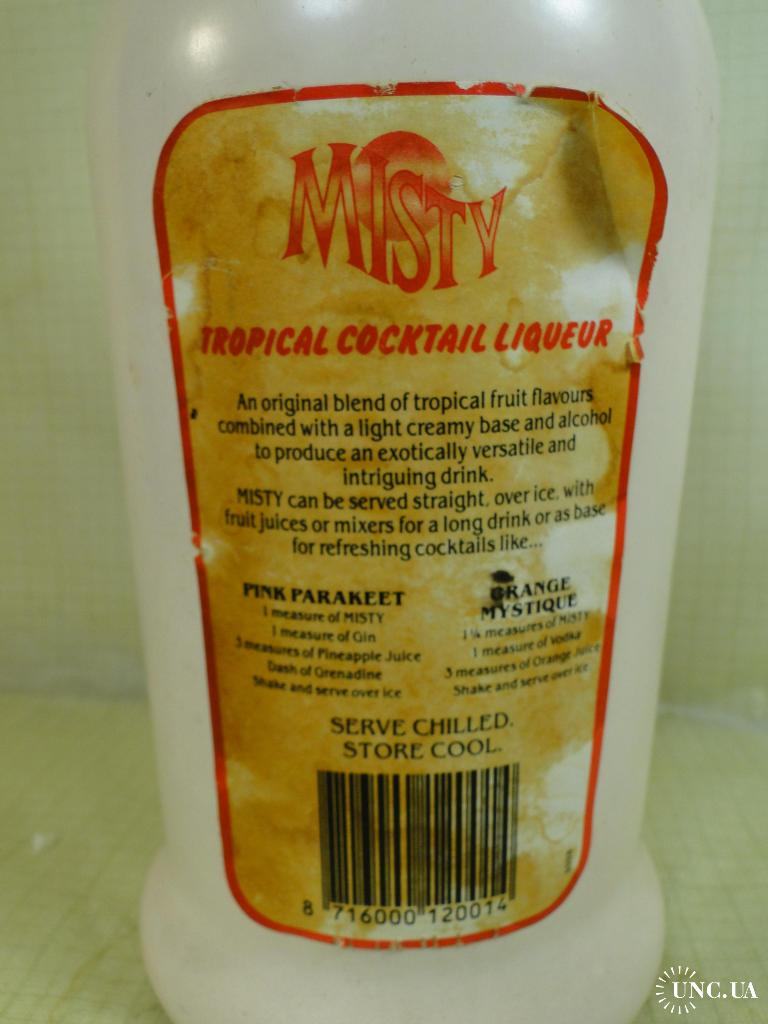 MISTY
TROPICAL COCKTAIL LIQUEUR
An original blend of tropical fruit flavours
combined with a light creamy base and alcohol
to produce an exotically versatile and
intriguing drink.
MISTY can be served straight, over ice, with
fruit juices or mixers for a long drink or as base
for refreshing cocktails like...
PINK PARAKEET
1 measure of MISTY
1 measure of Gin
3 measures of Pineapple Juice
Dash of Grenadine
Shake and serve over ice
ORANGE
MYSTIQUE
measures of MISTY
1 measure of Vodka
3 measures of Orange Juice
Shake and serve over ice
SERVE CHILLED.
STORE COOL.
8 716000 120014
UNC.UA